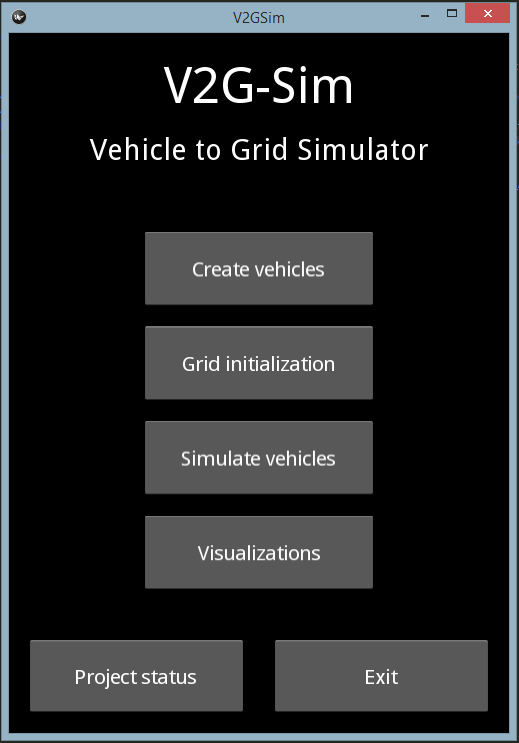 V2GSim
V2G-Sim
Vehicle to Grid Simulator
Create vehicles
Grid initialization
Simulate vehicles
Visualizations
Project status
Exit